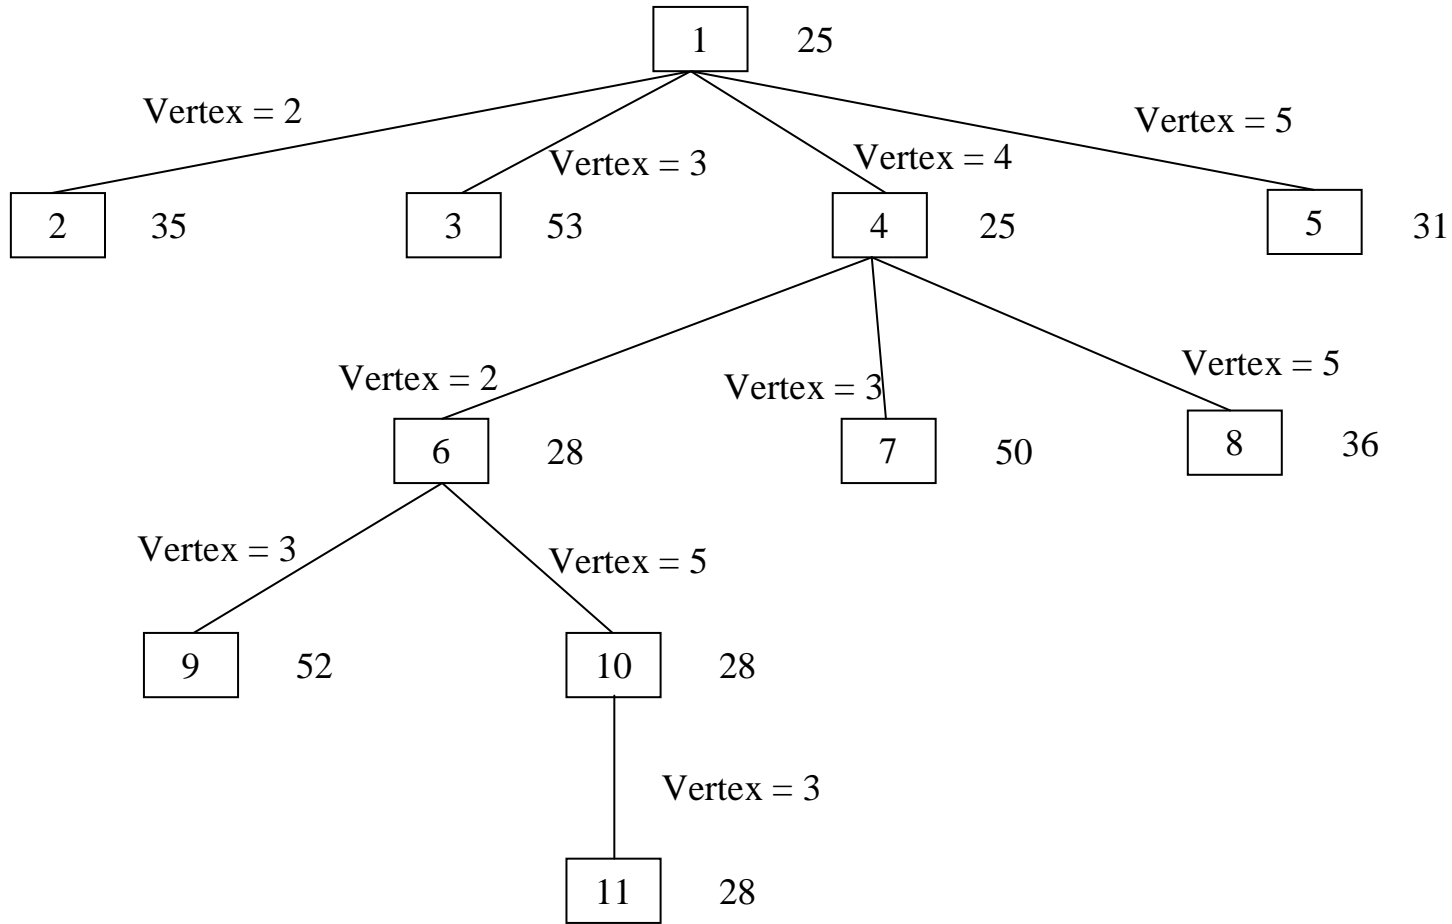 1 25
Vertex = 2
Vertex = 5
Vertex = 3
Vertex = 4
2 35
3 53
4 25
5 31
Vertex = 2
Vertex = 3
Vertex = 5
6 28
7 50
8 36
Vertex = 3
Vertex = 5
9 52
10 28
Vertex = 3
11 28